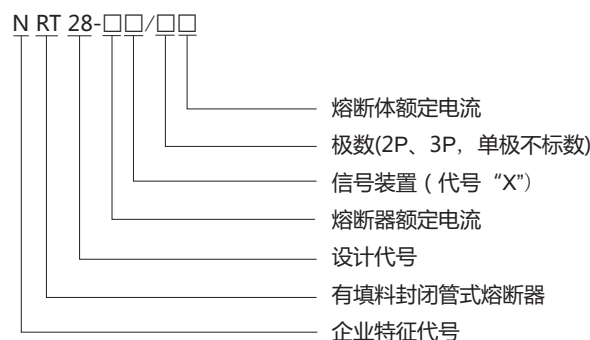 N RT 28-□□/□□
熔断体额定电流
极数(2P、3P，单极不标数)
信号装置（代号“X”）
熔断器额定电流
设计代号
有填料封闭管式熔断器
企业特征代号